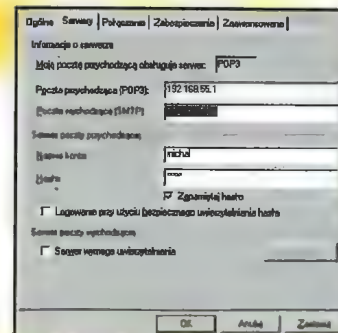 Ogólne Serwery Połączenie Zabezpieczenia Zaawansowane
Informacje o serwerze
Moją pocztą przychodzącą obsługuje serwer: POP3
Poczta przychodząca (POP3): 192.168.55.1
Poczta wychodząca (SMTP):
Serwer poczty przychodzącej
Nazwa konta: michal
Hasło: ****
Zapamiętaj hasło
Logowanie przy użyciu bezpiecznego uwierzytelniania hasła
Serwer poczty wychodzącej
Serwer wymaga uwierzytelniania
OK Anuluj Zastosuj